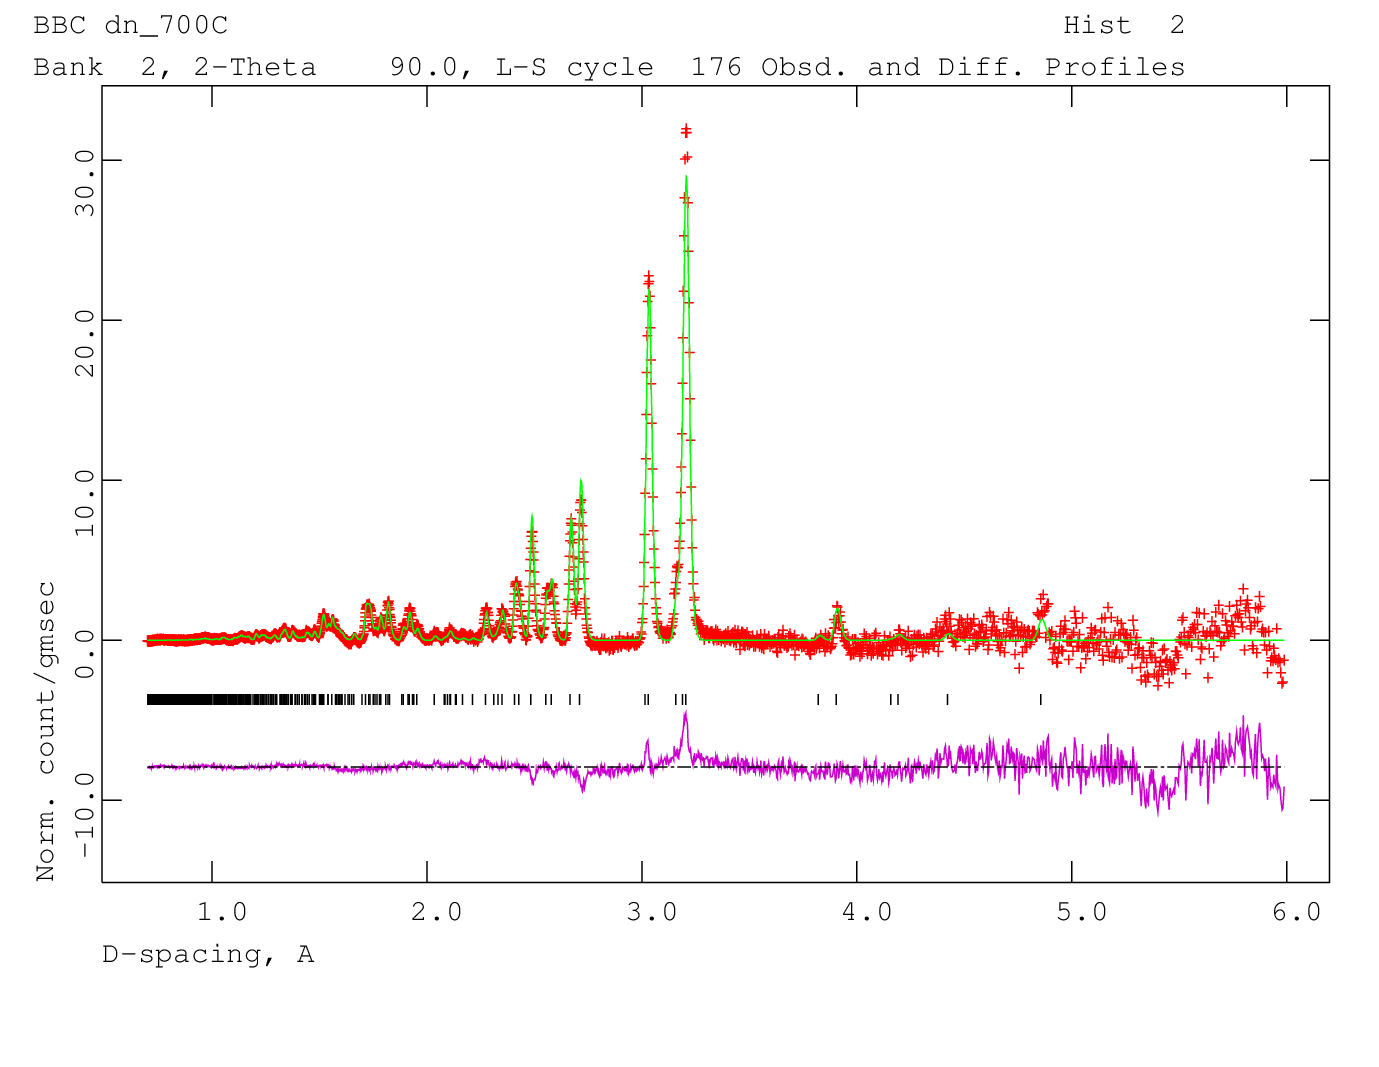 BBC dn_700C Hist 2
Bank 2, 2-Theta 90.0, L-S cycle 176 Obsd. and Diff. Profiles
30.0
20.0
10.0
0.0
-10.0
Norm. count/gmsec
1.0 2.0 3.0 4.0 5.0 6.0
D-spacing, A